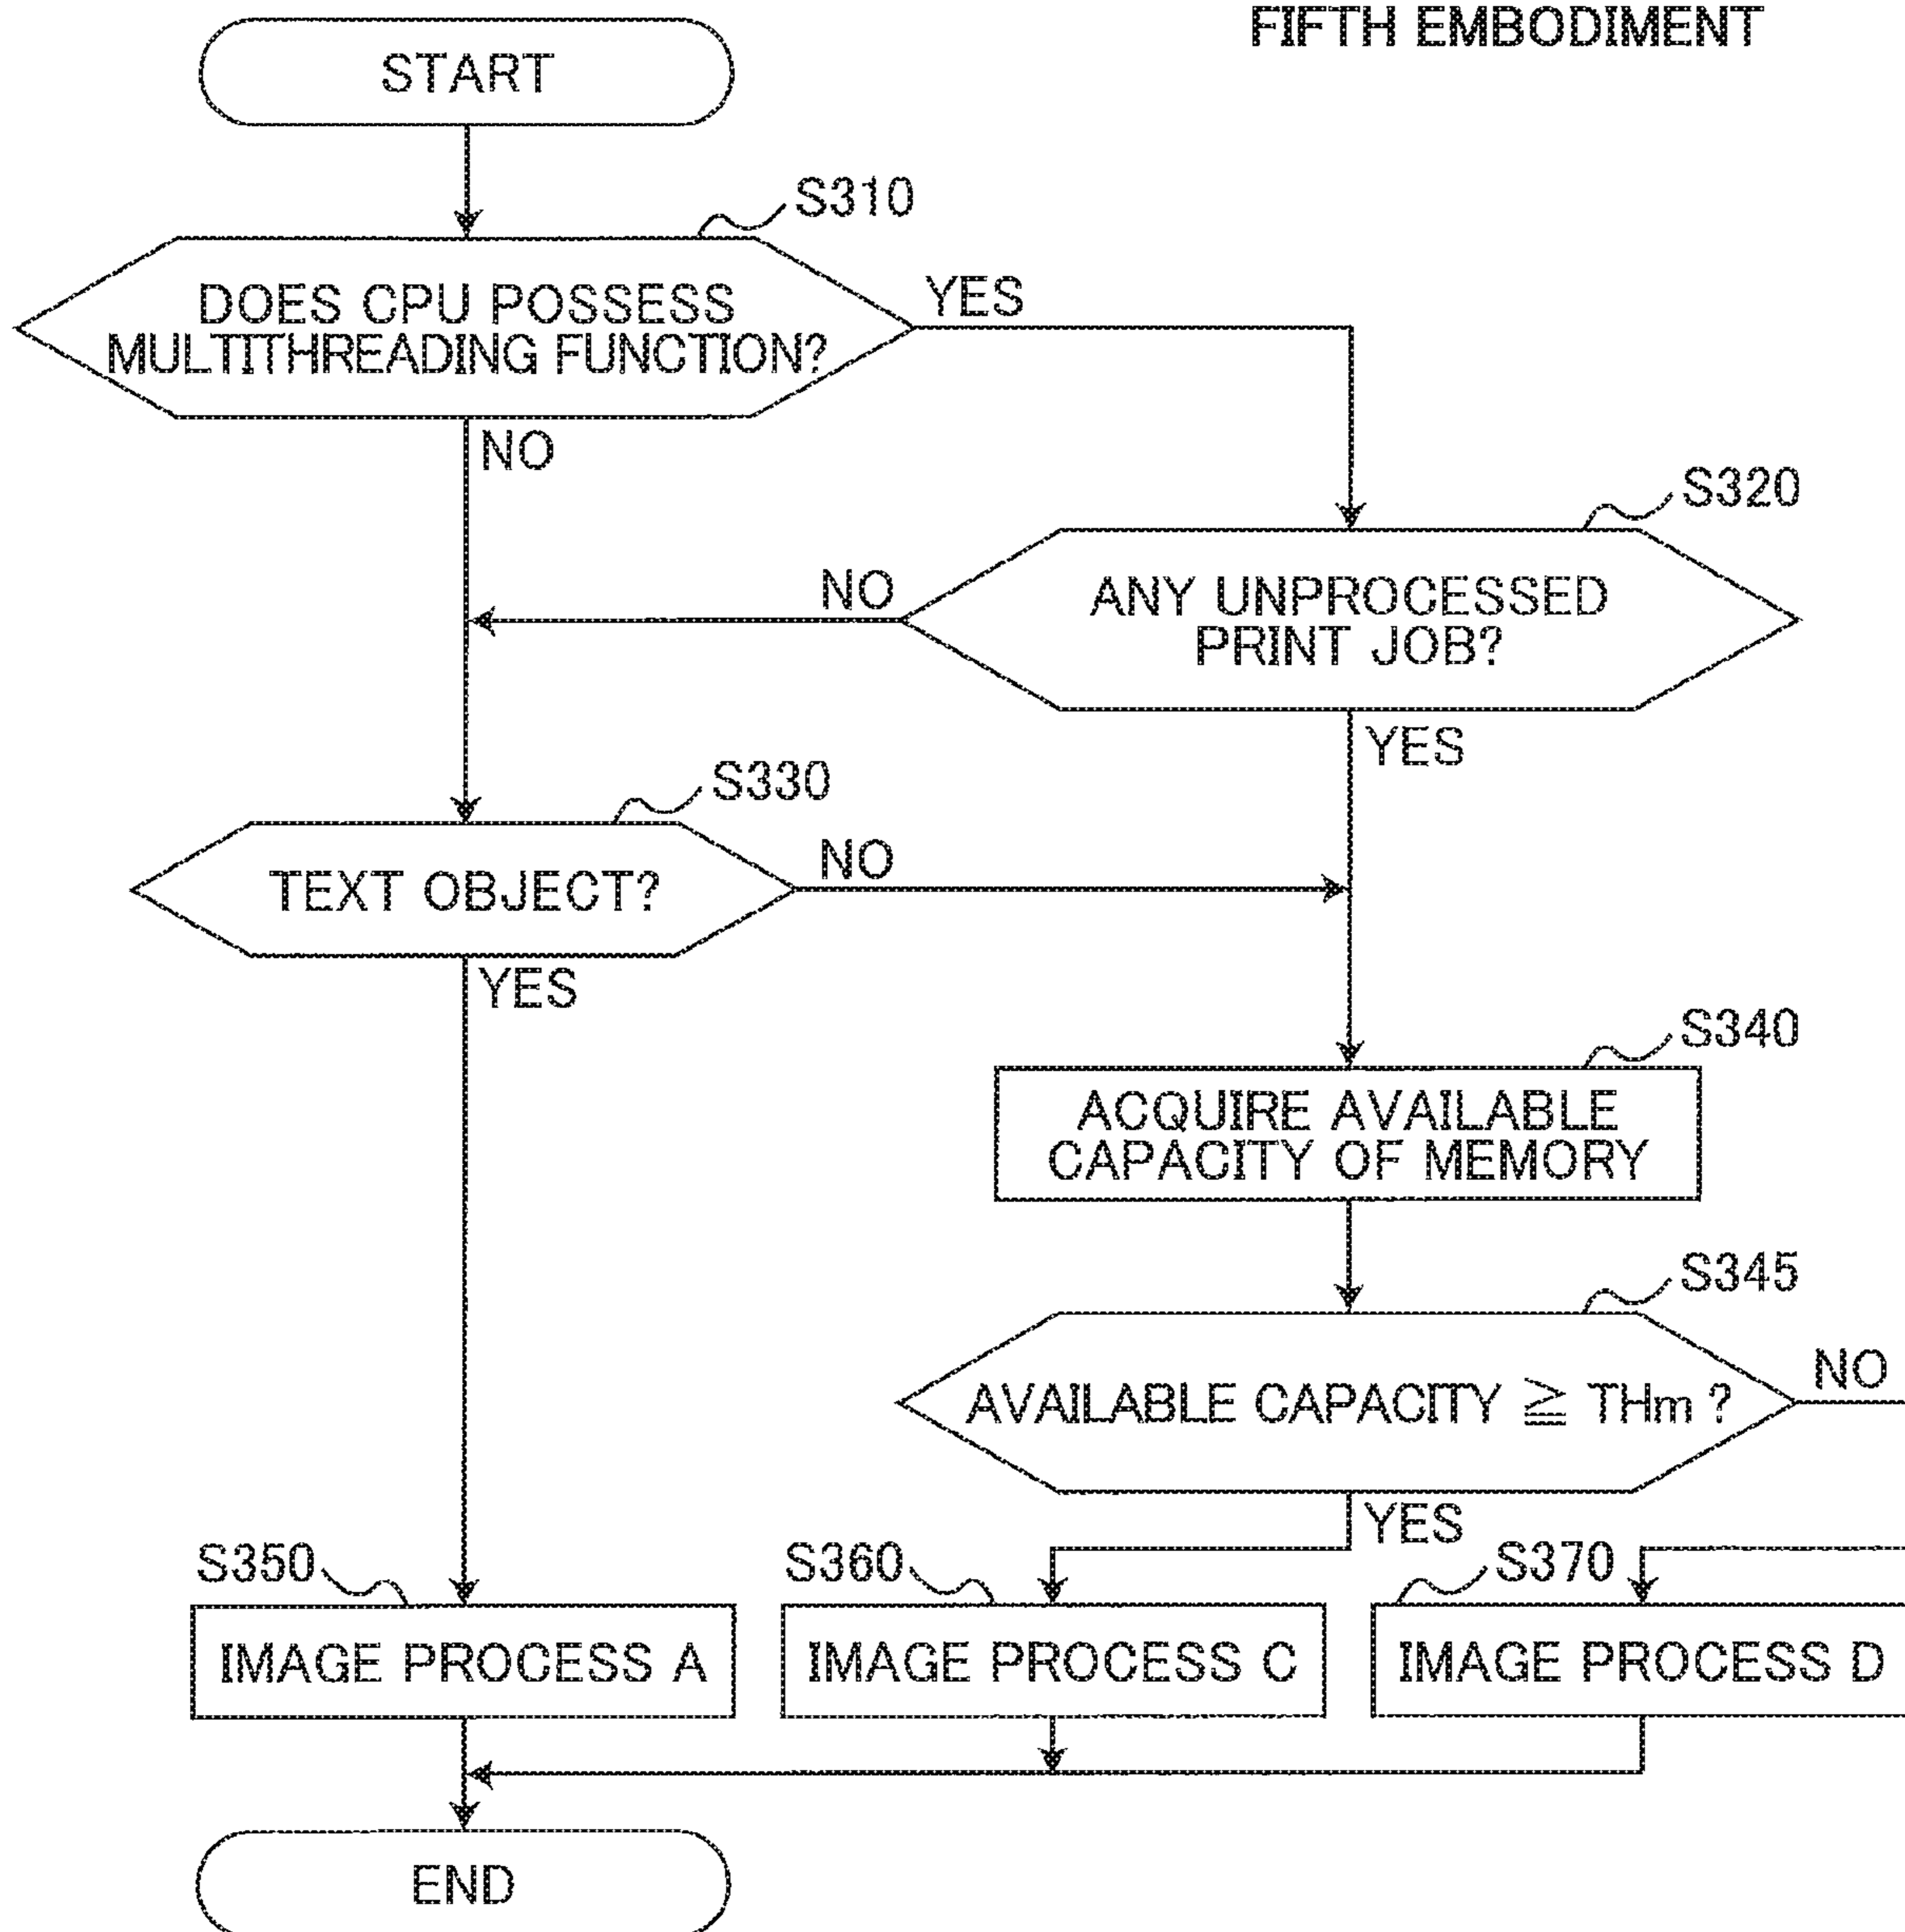 FIFTH EMBODIMENT
START
S310
DOES CPU POSSESS
MULTITHREADING FUNCTION?
YES
NO
S320
ANY UNPROCESSED
PRINT JOB?
NO
YES
S330
TEXT OBJECT?
NO
YES
S340
ACQUIRE AVAILABLE
CAPACITY OF MEMORY
S345
AVAILABLE CAPACITY ≧ THm ?
NO
YES
S350
IMAGE PROCESS A
S360
IMAGE PROCESS C
S370
IMAGE PROCESS D
END